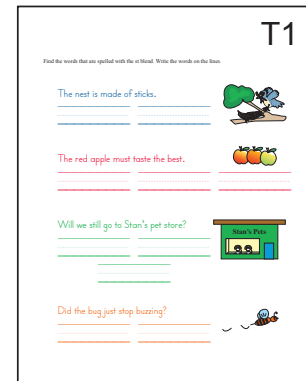 T1
Find the words that are spelled with the st blend. Write the words on the lines.
The nest is made of sticks.
The red apple must taste the best.
Will we still go to Stan's pet store?
Stan's Pets
Did the bug just stop buzzing?